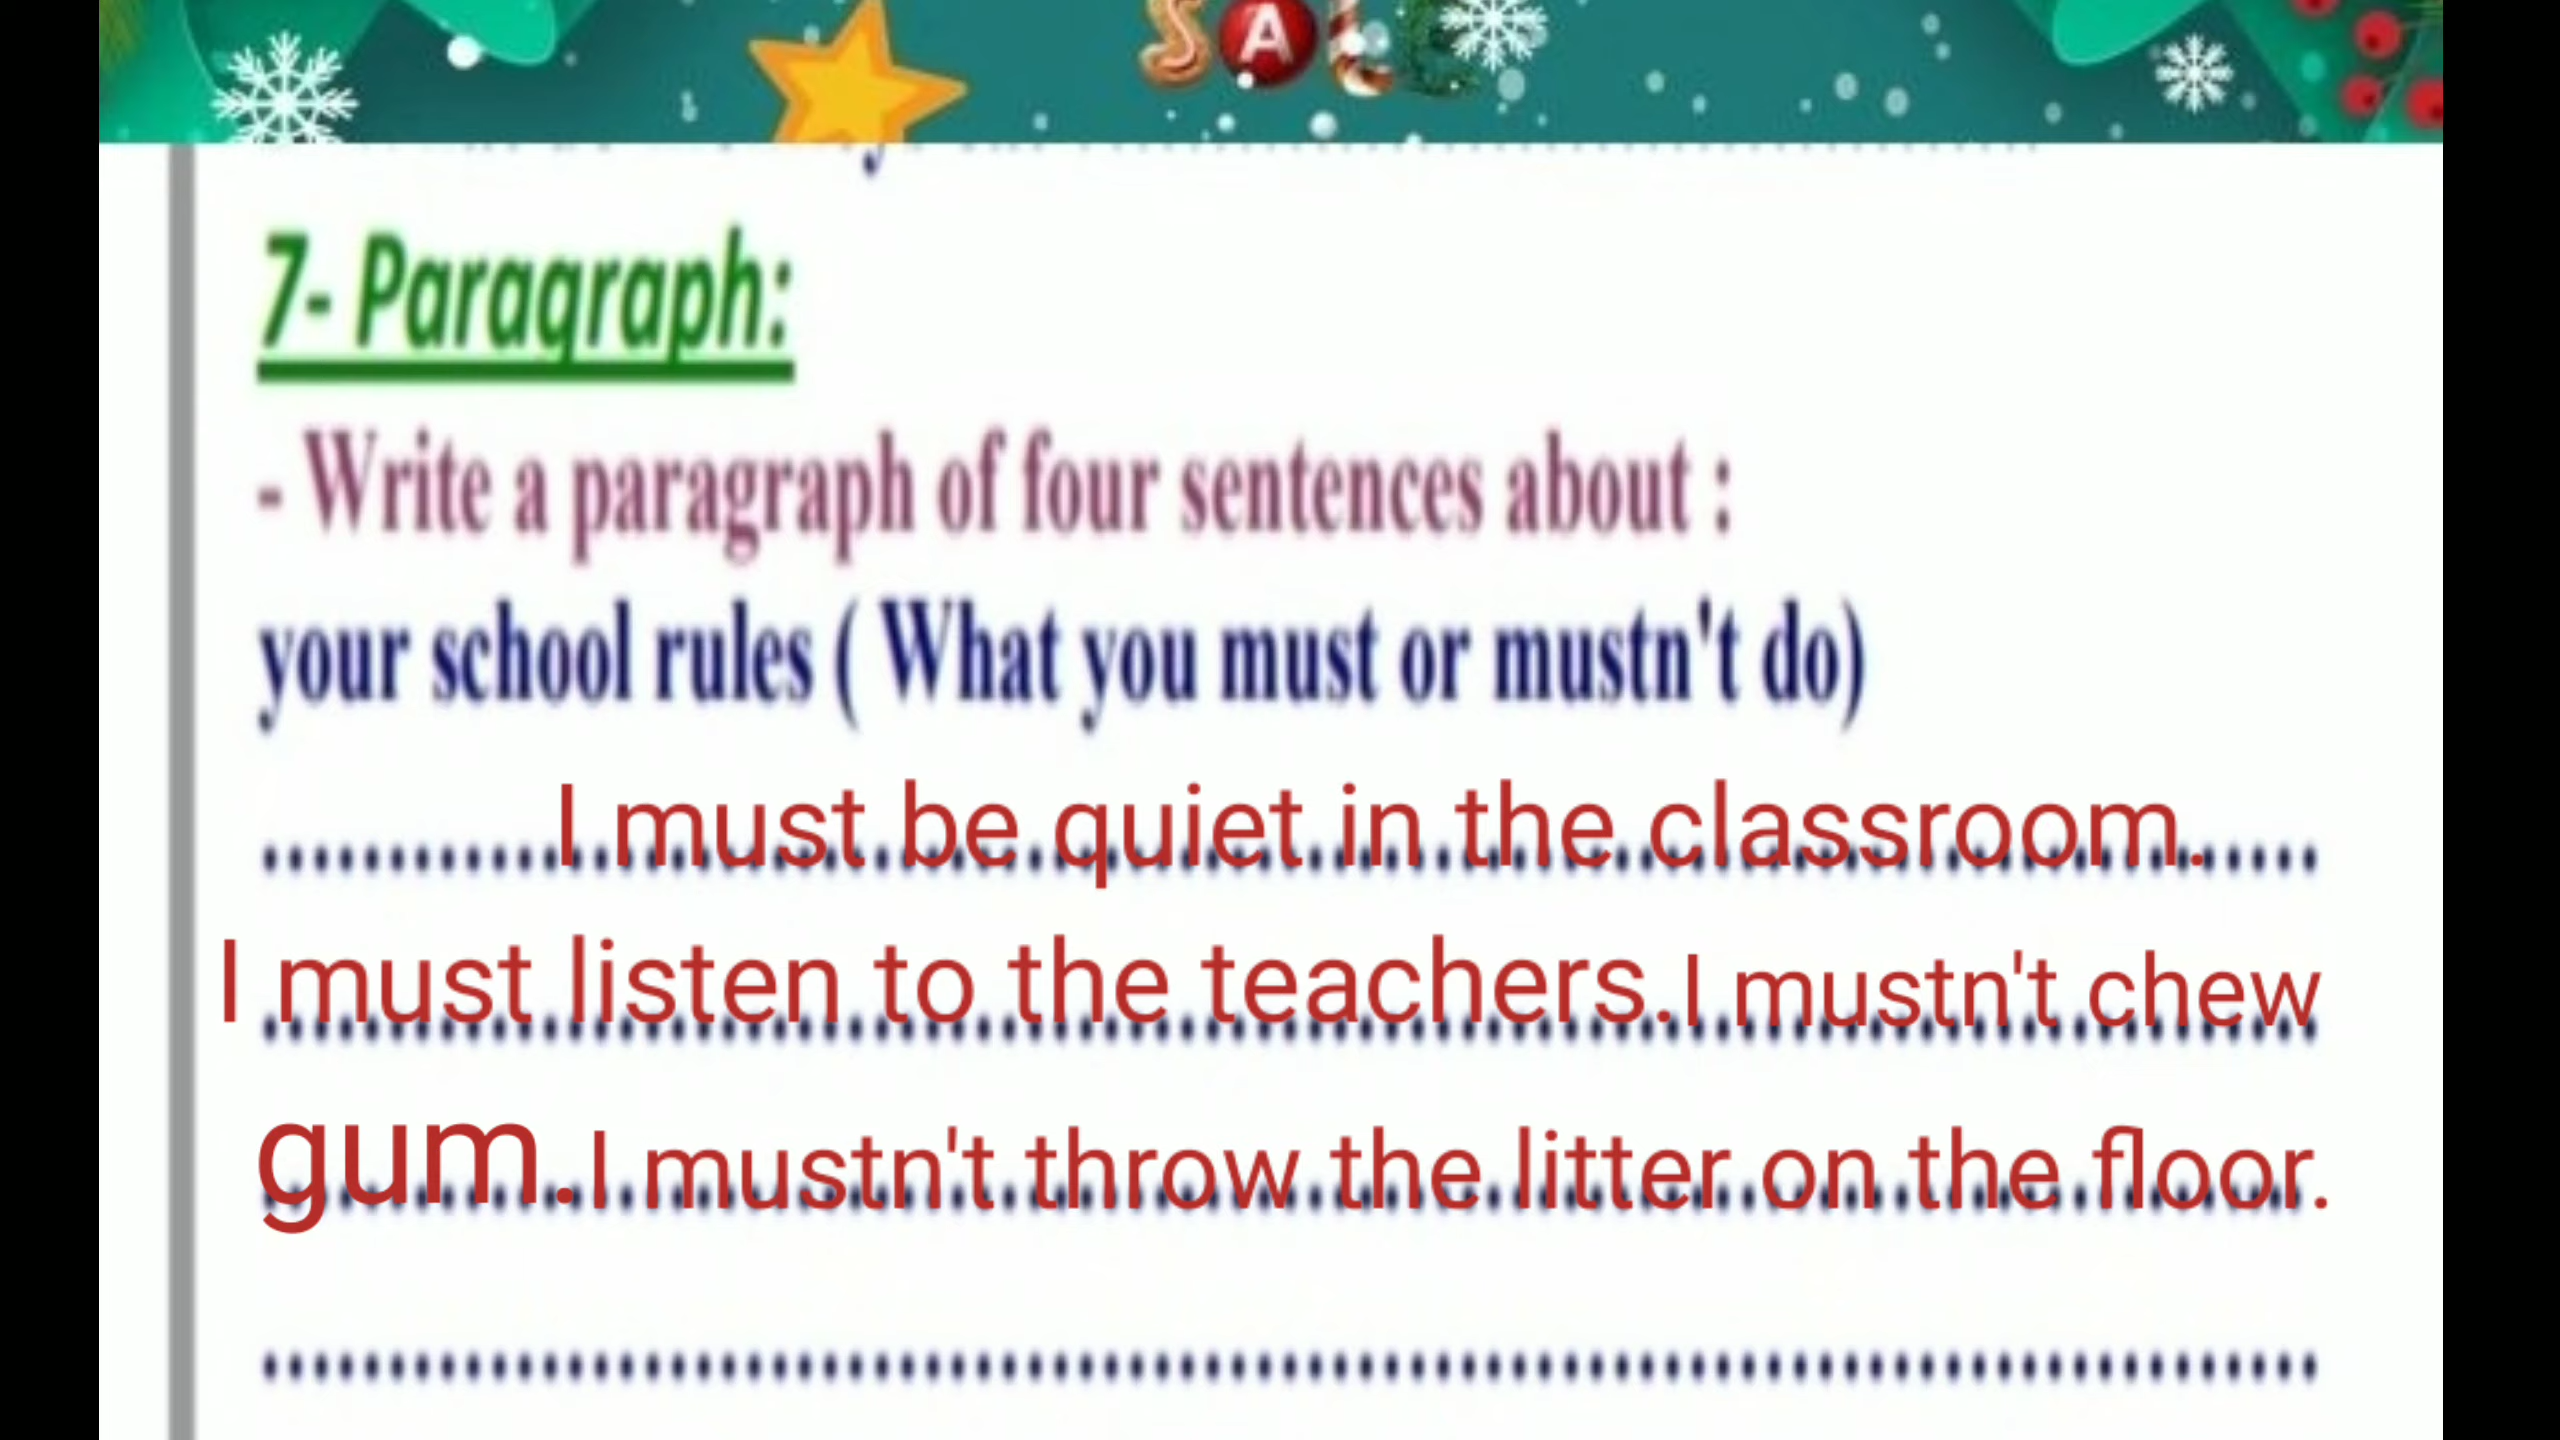 SALE
7- Paragraph:
- Write a paragraph of four sentences about :
your school rules ( What you must or mustn't do)
I must be quiet in the classroom.
I must listen to the teachers. I mustn't chew
gum. I mustn't throw the litter on the floor.